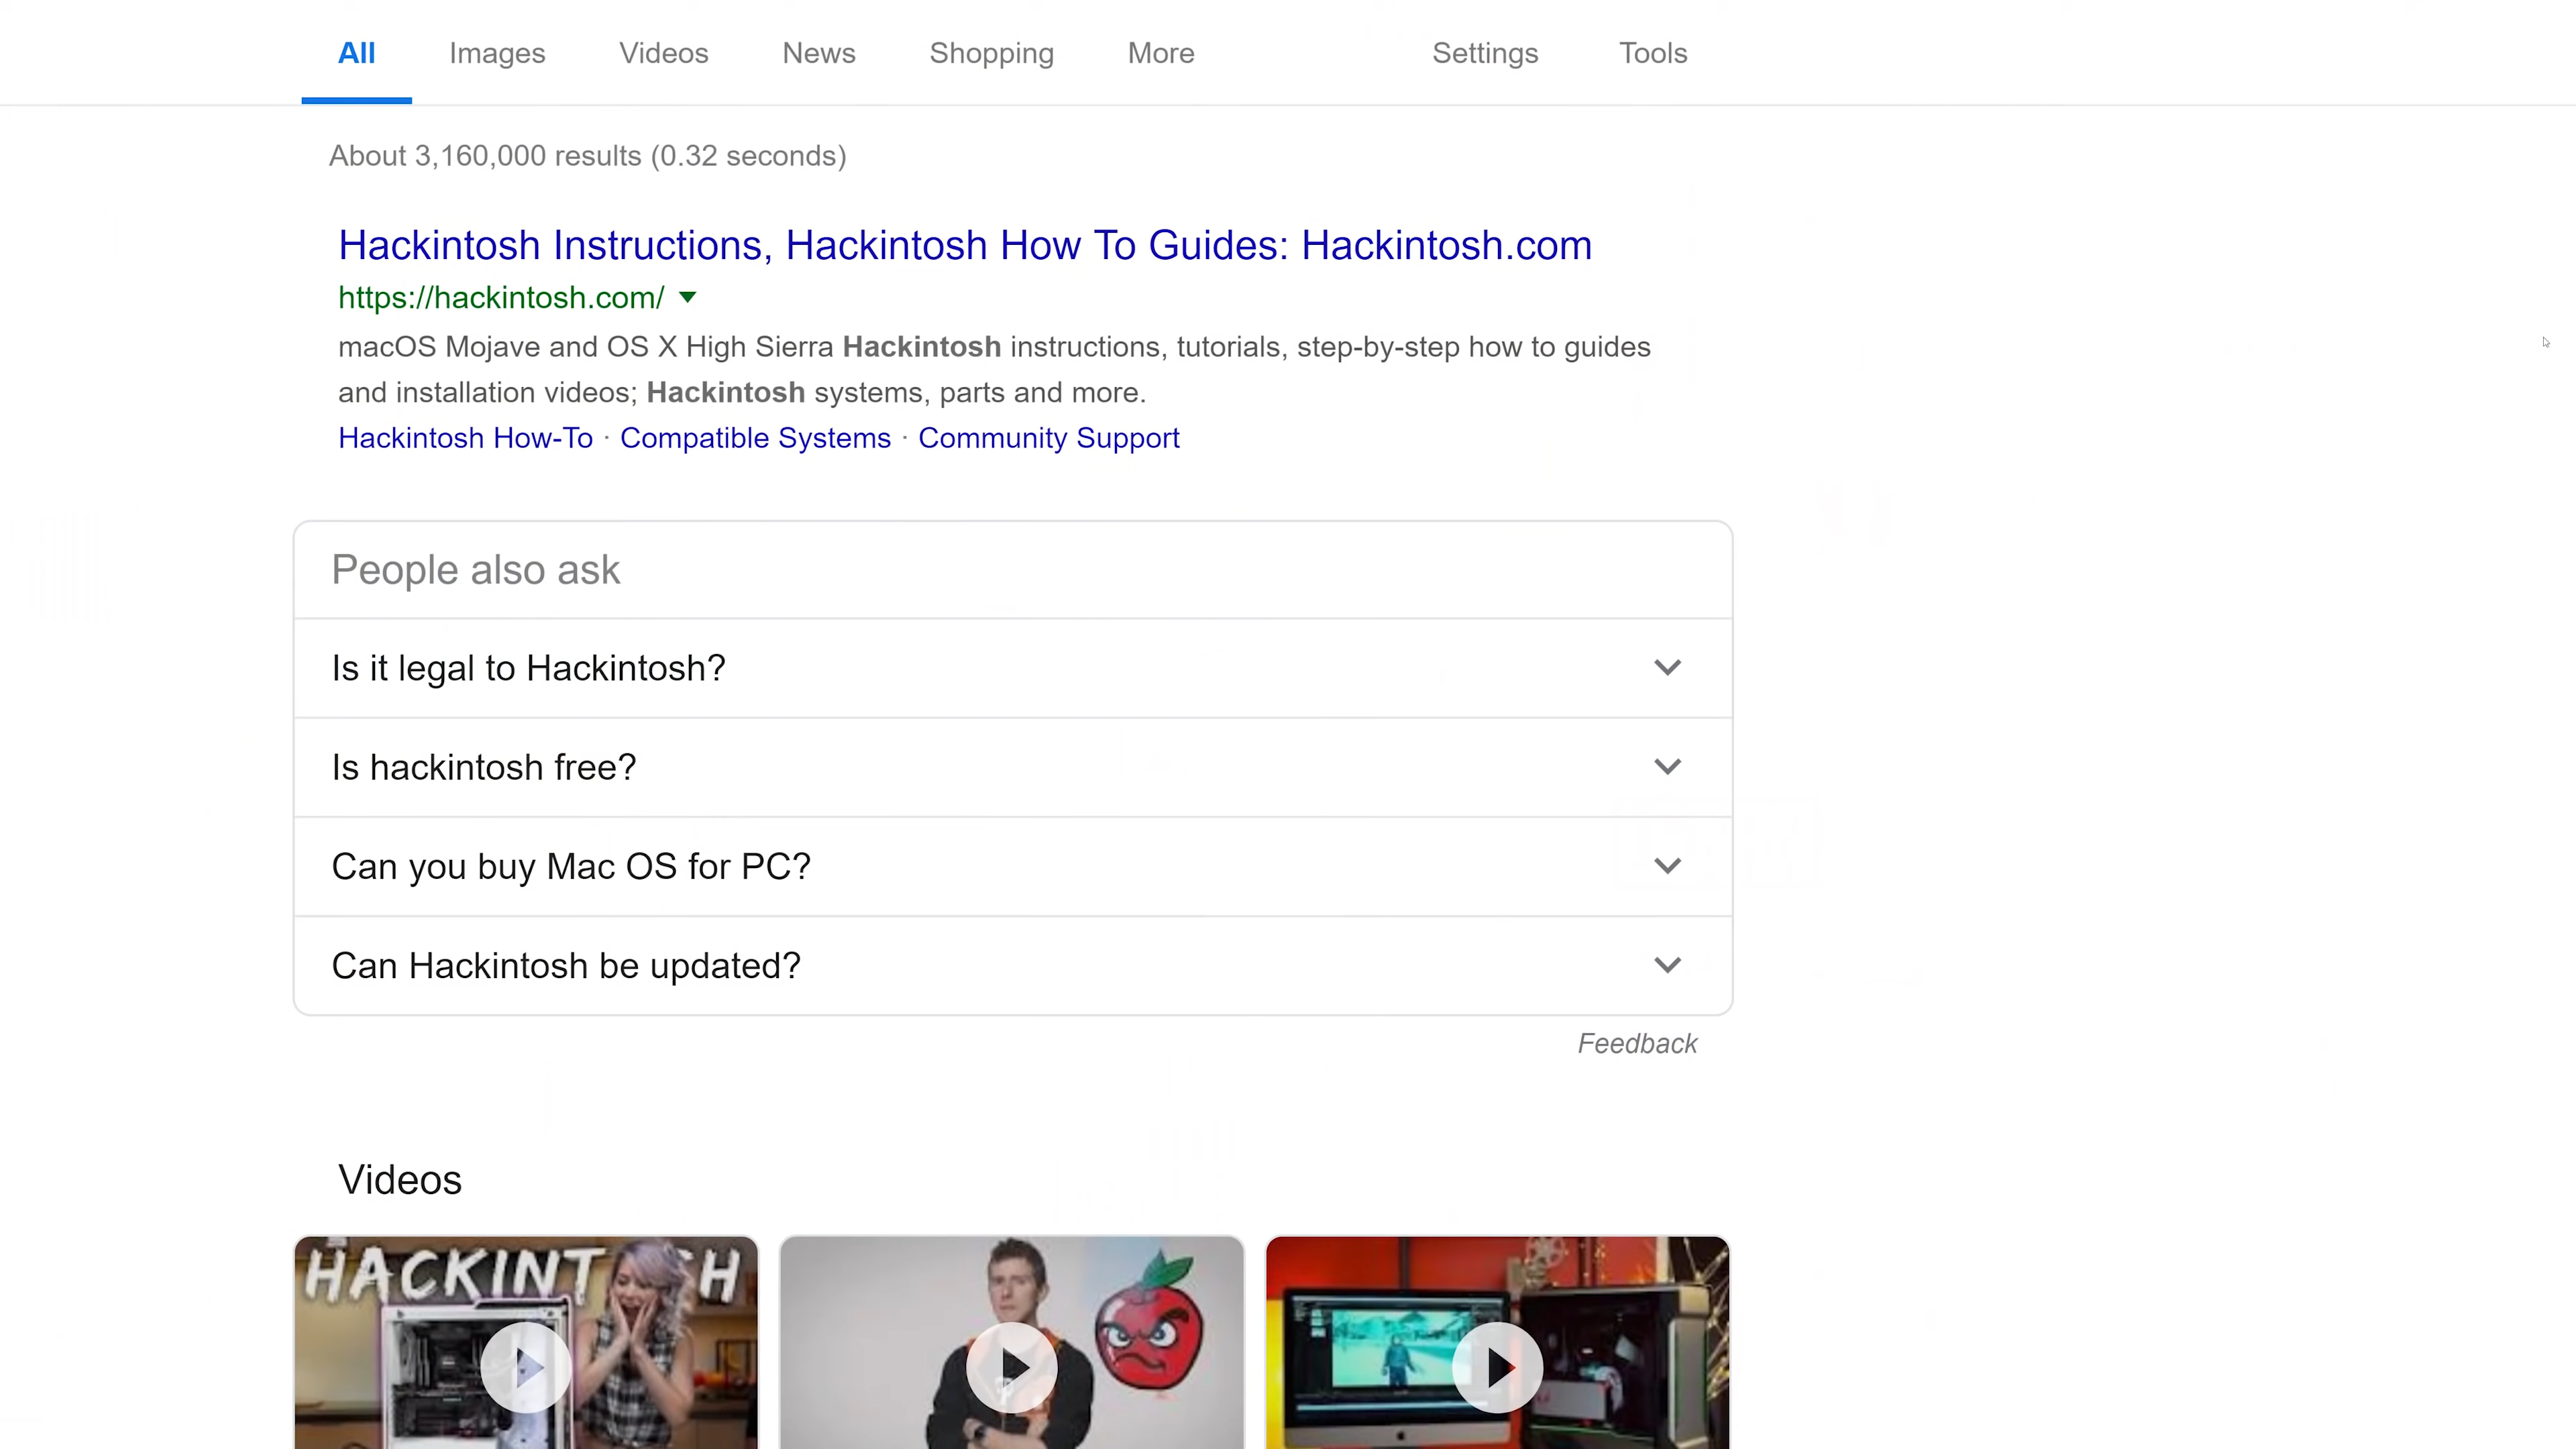 All Images Videos News Shopping More Settings Tools
About 3,160,000 results (0.32 seconds)
Hackintosh Instructions, Hackintosh How To Guides: Hackintosh.com
https://hackintosh.com/
macOS Mojave and OS X High Sierra Hackintosh instructions, tutorials, step-by-step how to guides
and installation videos; Hackintosh systems, parts and more.
Hackintosh How-To · Compatible Systems · Community Support
People also ask
Is it legal to Hackintosh?
Is hackintosh free?
Can you buy Mac OS for PC?
Can Hackintosh be updated?
Feedback
Videos
HACKINT SH